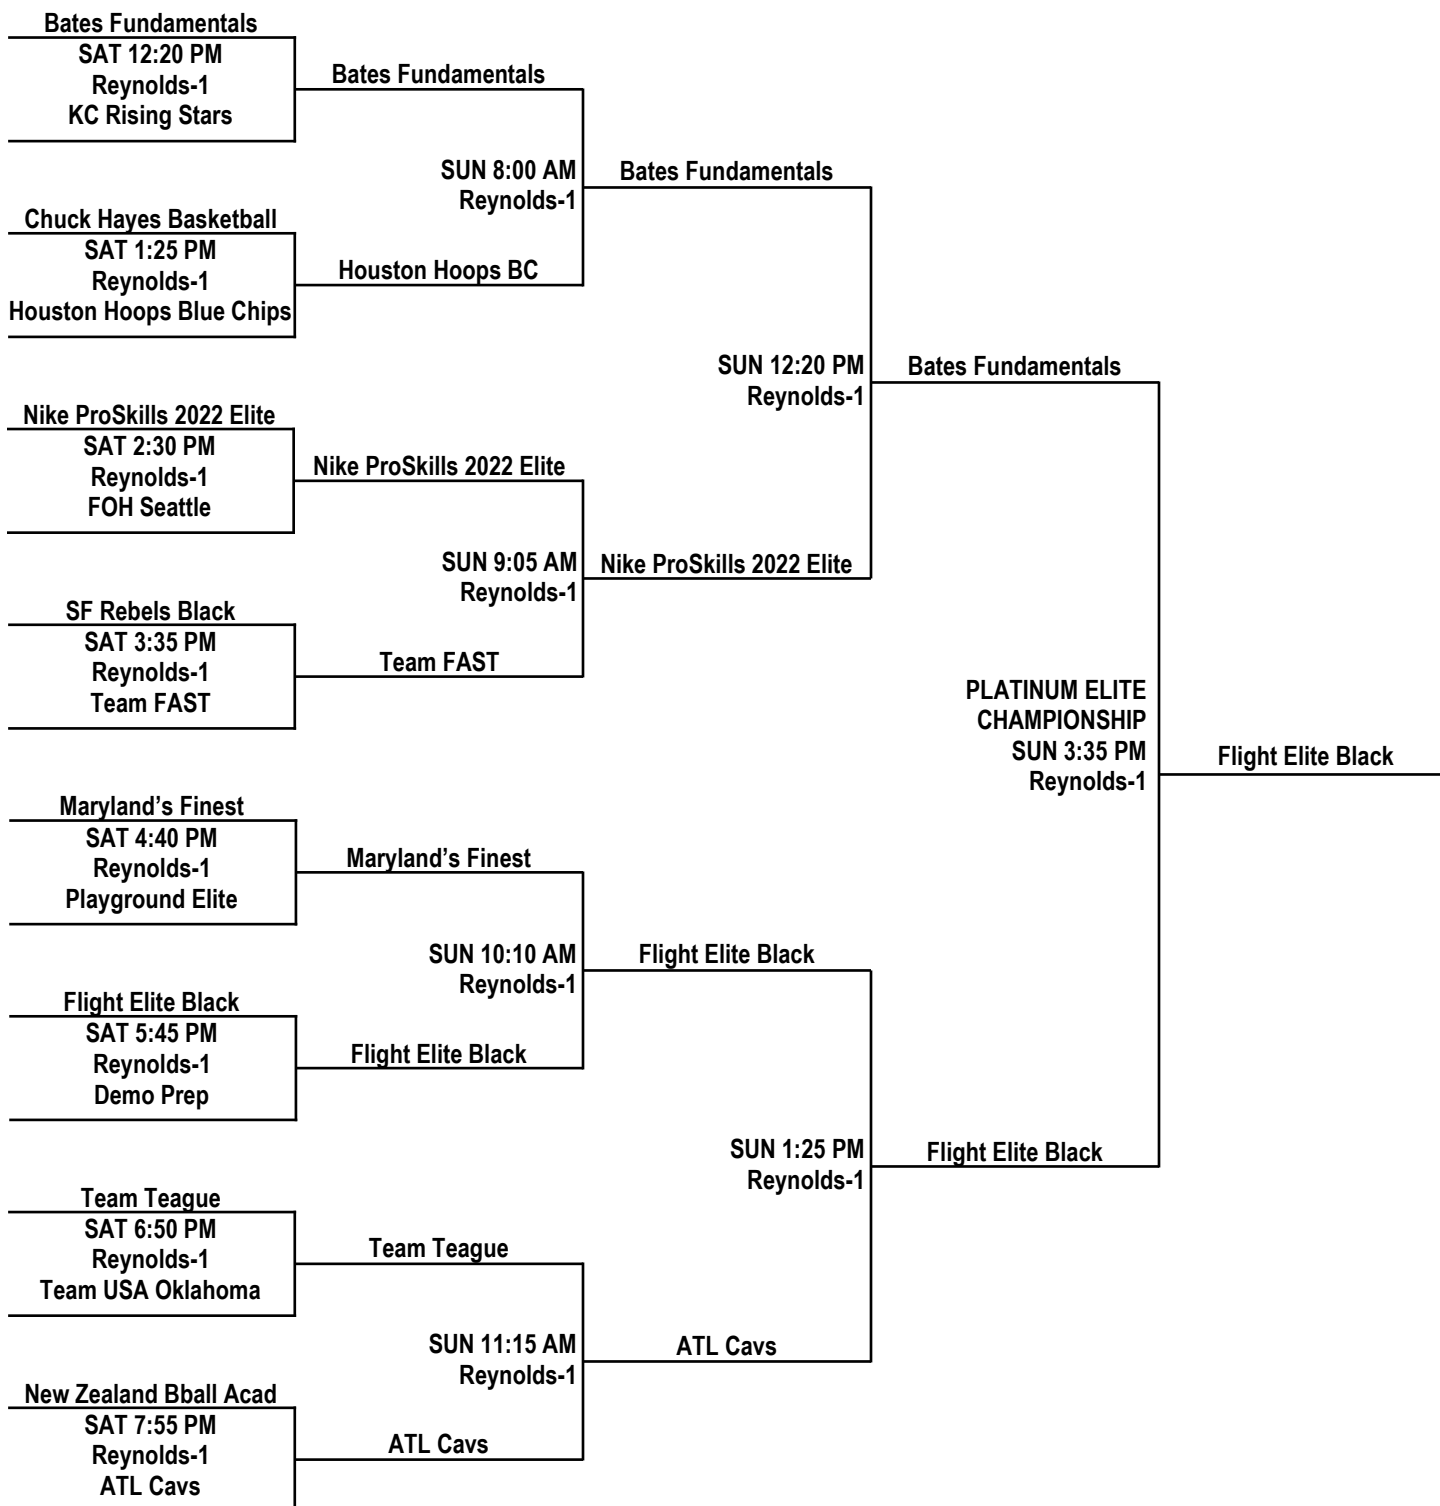 Bates Fundamentals
SAT 12:20 PM
Reynolds-1
KC Rising Stars
Bates Fundamentals
SUN 8:00 AM
Reynolds-1
Bates Fundamentals
Chuck Hayes Basketball
SAT 1:25 PM
Reynolds-1
Houston Hoops Blue Chips
Houston Hoops BC
SUN 12:20 PM
Reynolds-1
Bates Fundamentals
Nike ProSkills 2022 Elite
SAT 2:30 PM
Reynolds-1
FOH Seattle
Nike ProSkills 2022 Elite
SUN 9:05 AM
Reynolds-1
Nike ProSkills 2022 Elite
SF Rebels Black
SAT 3:35 PM
Reynolds-1
Team FAST
Team FAST
PLATINUM ELITE
CHAMPIONSHIP
SUN 3:35 PM
Reynolds-1
Flight Elite Black
Maryland’s Finest
SAT 4:40 PM
Reynolds-1
Playground Elite
Maryland’s Finest
SUN 10:10 AM
Reynolds-1
Flight Elite Black
Flight Elite Black
SAT 5:45 PM
Reynolds-1
Demo Prep
Flight Elite Black
SUN 1:25 PM
Reynolds-1
Flight Elite Black
Team Teague
SAT 6:50 PM
Reynolds-1
Team USA Oklahoma
Team Teague
SUN 11:15 AM
Reynolds-1
ATL Cavs
New Zealand Bball Acad
SAT 7:55 PM
Reynolds-1
ATL Cavs
ATL Cavs